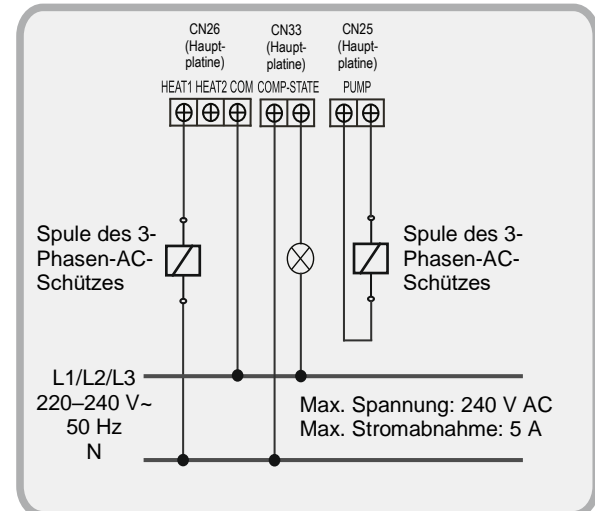 CN26
(Haupt-
platine)
CN33
(Haupt-
platine)
CN25
(Haupt-
platine)
HEAT1 HEAT2 COM COMP-STATE PUMP
Spule des 3-
Phasen-AC-
Schützes
Spule des 3-
Phasen-AC-
Schützes
L1/L2/L3
220–240 V~
50 Hz
N
Max. Spannung: 240 V AC
Max. Stromabnahme: 5 A